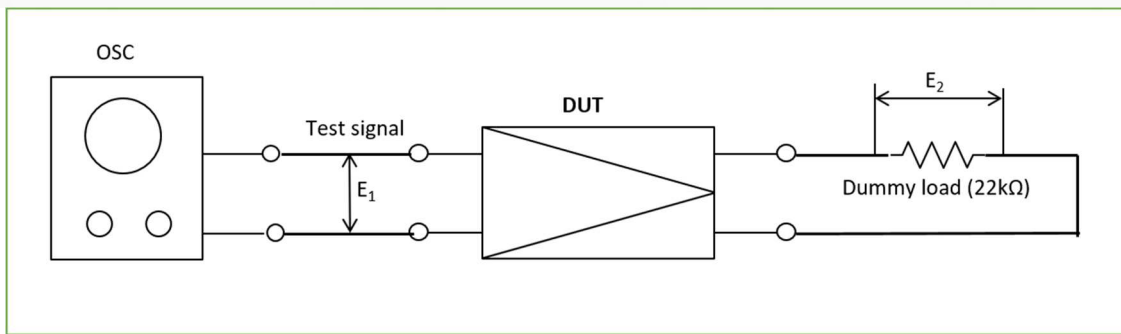 OSC
E₂
DUT
Test signal
E₁
Dummy load (22kΩ)